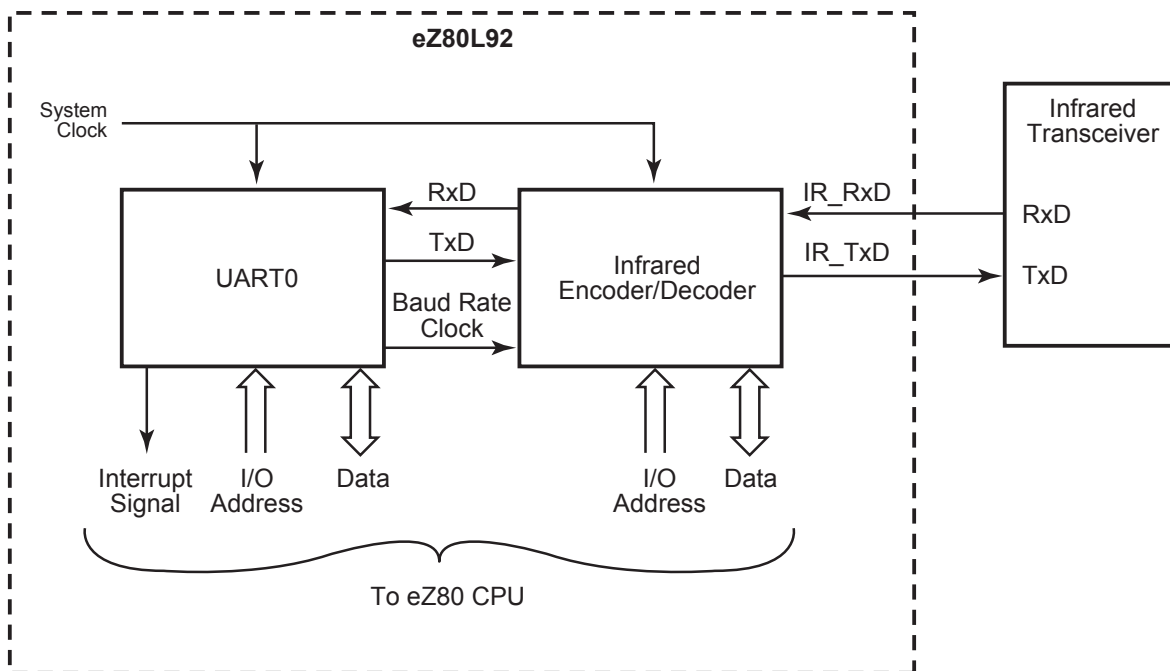 eZ80L92
System
Clock
Infrared
Transceiver
RxD
TxD
UART0
RxD
TxD
Baud Rate
Clock
Infrared
Encoder/Decoder
IR_RxD
IR_TxD
Interrupt
Signal
I/O
Address
Data
I/O
Address
Data
To eZ80 CPU